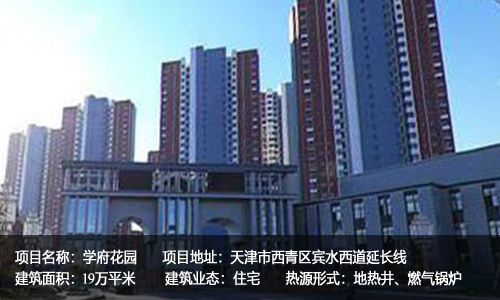 项目名称：学府花园 项目地址：天津市西青区宾水西道延长线
建筑面积：19万平米 建筑业态：住宅 热源形式：地热井、燃气锅炉